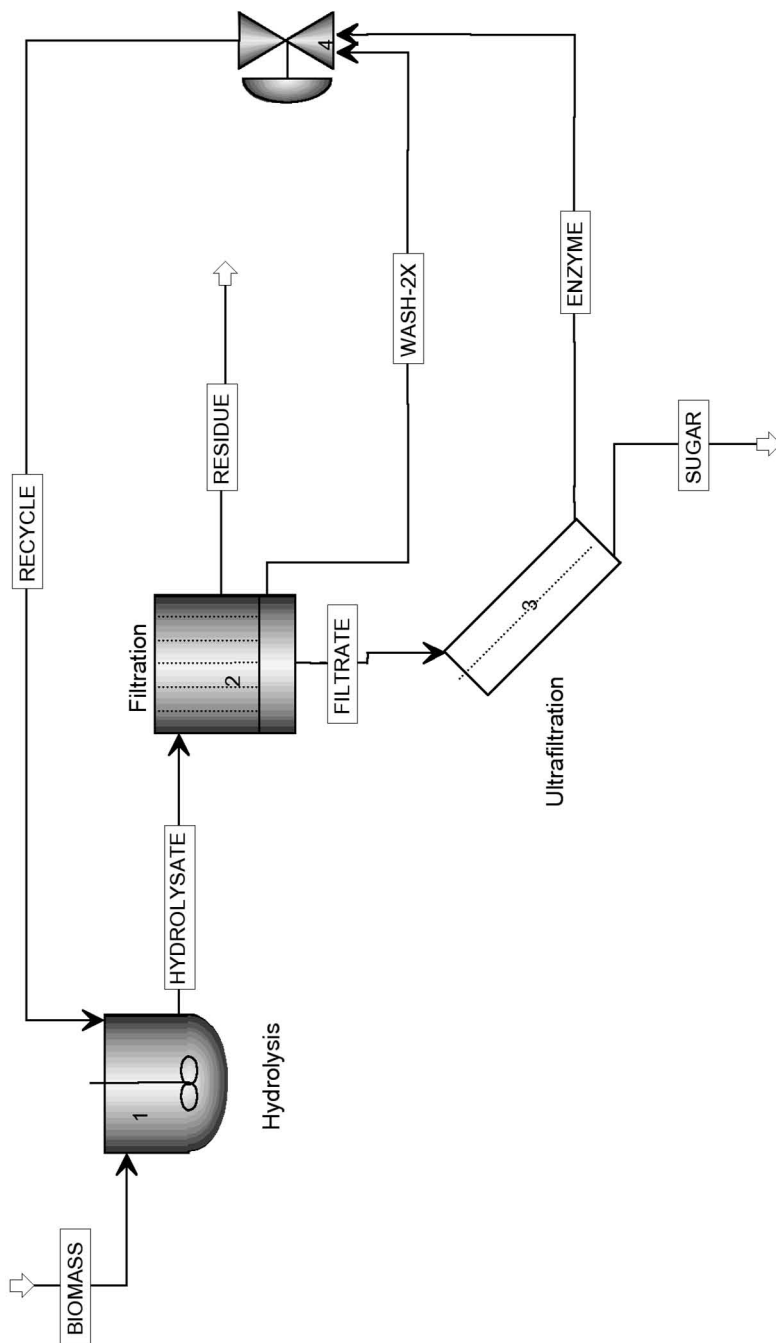 BIOMASS
1
Hydrolysis
RECYCLE
HYDROLYSATE
Filtration
2
RESIDUE
FILTRATE
WASH-2X
4
Ultrafiltration
3
ENZYME
SUGAR